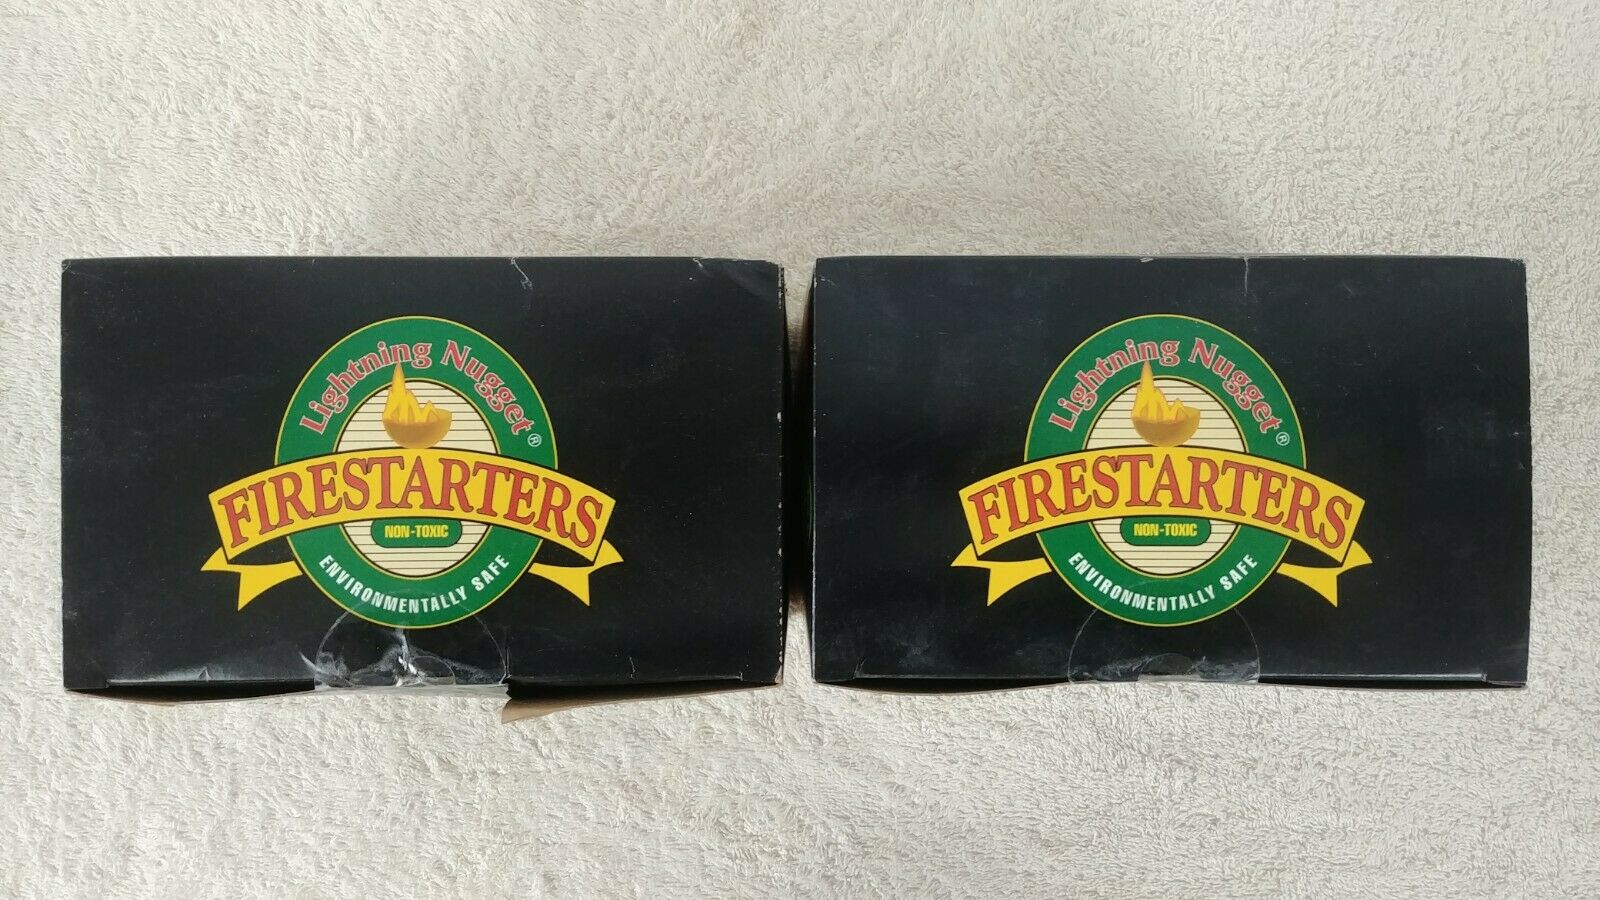 Lightning Nugget®
FIRESTARTERS
NON-TOXIC
ENVIRONMENTALLY SAFE
Lightning Nugget®
FIRESTARTERS
NON-TOXIC
ENVIRONMENTALLY SAFE